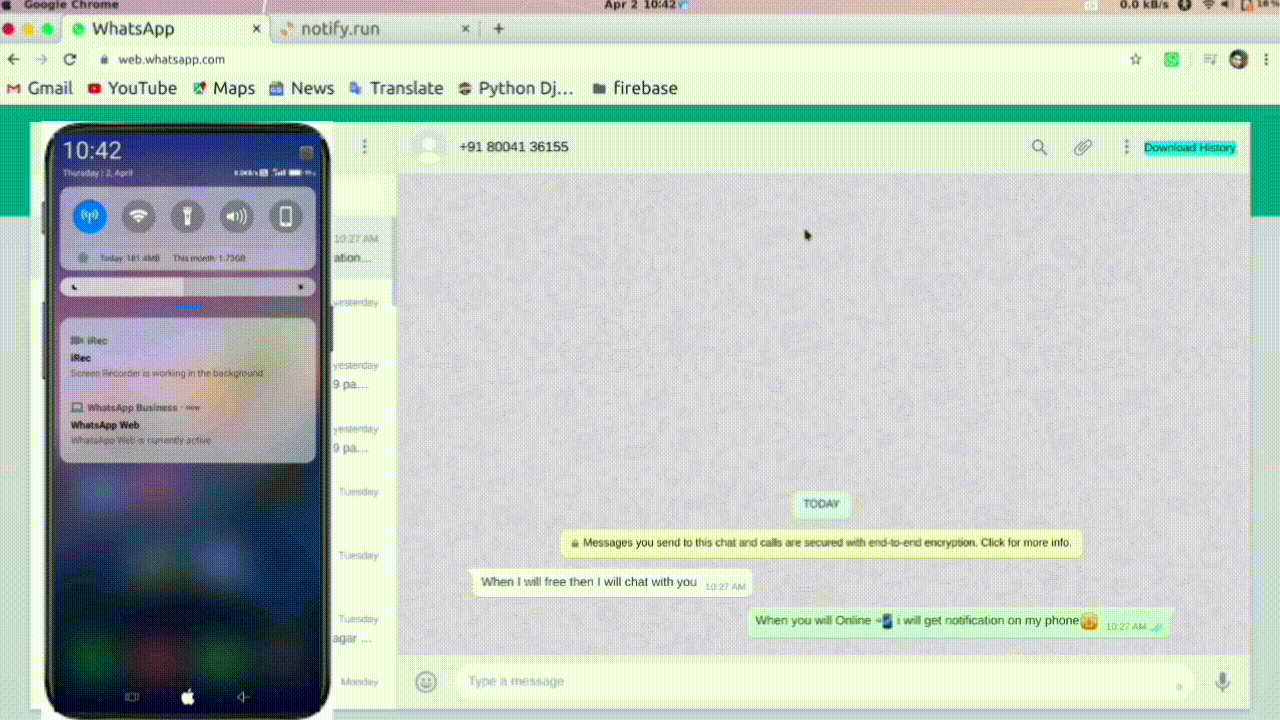 Google Chrome
Apr 2 10:42
0.0 kB/s
WhatsApp
notify.run
web.whatsapp.com
Gmail
YouTube
Maps
News
Translate
Python Dj...
firebase
10:42
Thursday | 2, April
0.0KB/s
Today: 181.4MB This month: 1.73GB
iRec
iRec
Screen Recorder is working in the background
WhatsApp Business · now
WhatsApp Web
WhatsApp Web is currently active
10:27 AM
ation...
yesterday
yesterday
9 pa...
yesterday
9 pa...
Tuesday
Tuesday
Tuesday
agar ...
Monday
+91 80041 36155
Download History
TODAY
Messages you send to this chat and calls are secured with end-to-end encryption. Click for more info.
When I will free then I will chat with you 10:27 AM
When you will Online 📲 i will get notification on my phone 10:27 AM
Type a message